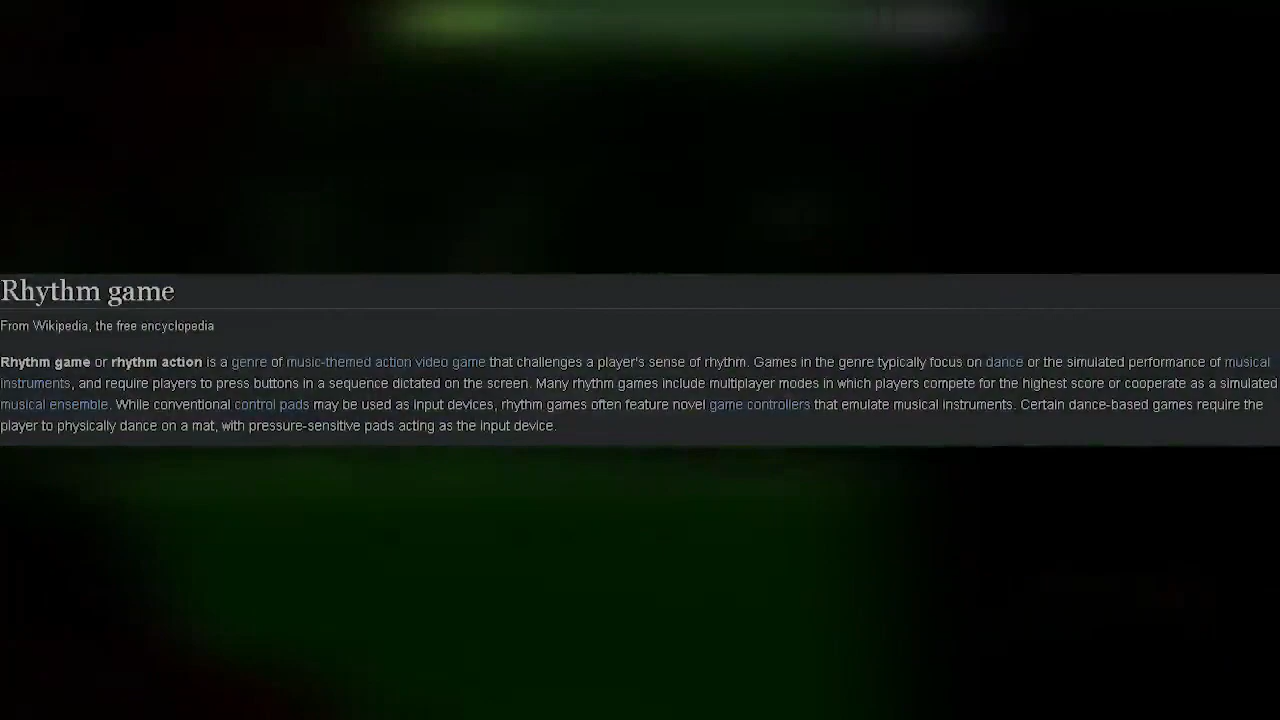 Rhythm game
From Wikipedia, the free encyclopedia
Rhythm game or rhythm action is a genre of music-themed action video game that challenges a player's sense of rhythm. Games in the genre typically focus on dance or the simulated performance of musical
instruments, and require players to press buttons in a sequence dictated on the screen. Many rhythm games include multiplayer modes in which players compete for the highest score or cooperate as a simulated
musical ensemble. While conventional control pads may be used as input devices, rhythm games often feature novel game controllers that emulate musical instruments. Certain dance-based games require the
player to physically dance on a mat, with pressure-sensitive pads acting as the input device.